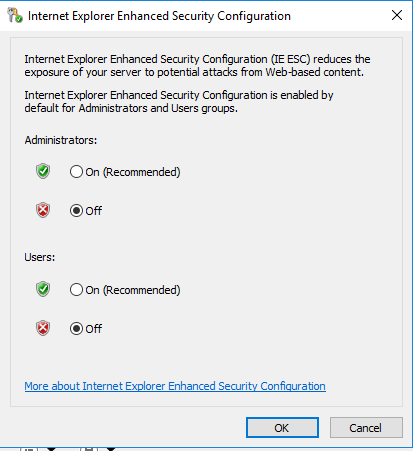 Internet Explorer Enhanced Security Configuration
Internet Explorer Enhanced Security Configuration (IE ESC) reduces the
exposure of your server to potential attacks from Web-based content.
Internet Explorer Enhanced Security Configuration is enabled by
default for Administrators and Users groups.
Administrators:
On (Recommended)
Off
Users:
On (Recommended)
Off
More about Internet Explorer Enhanced Security Configuration
OK
Cancel